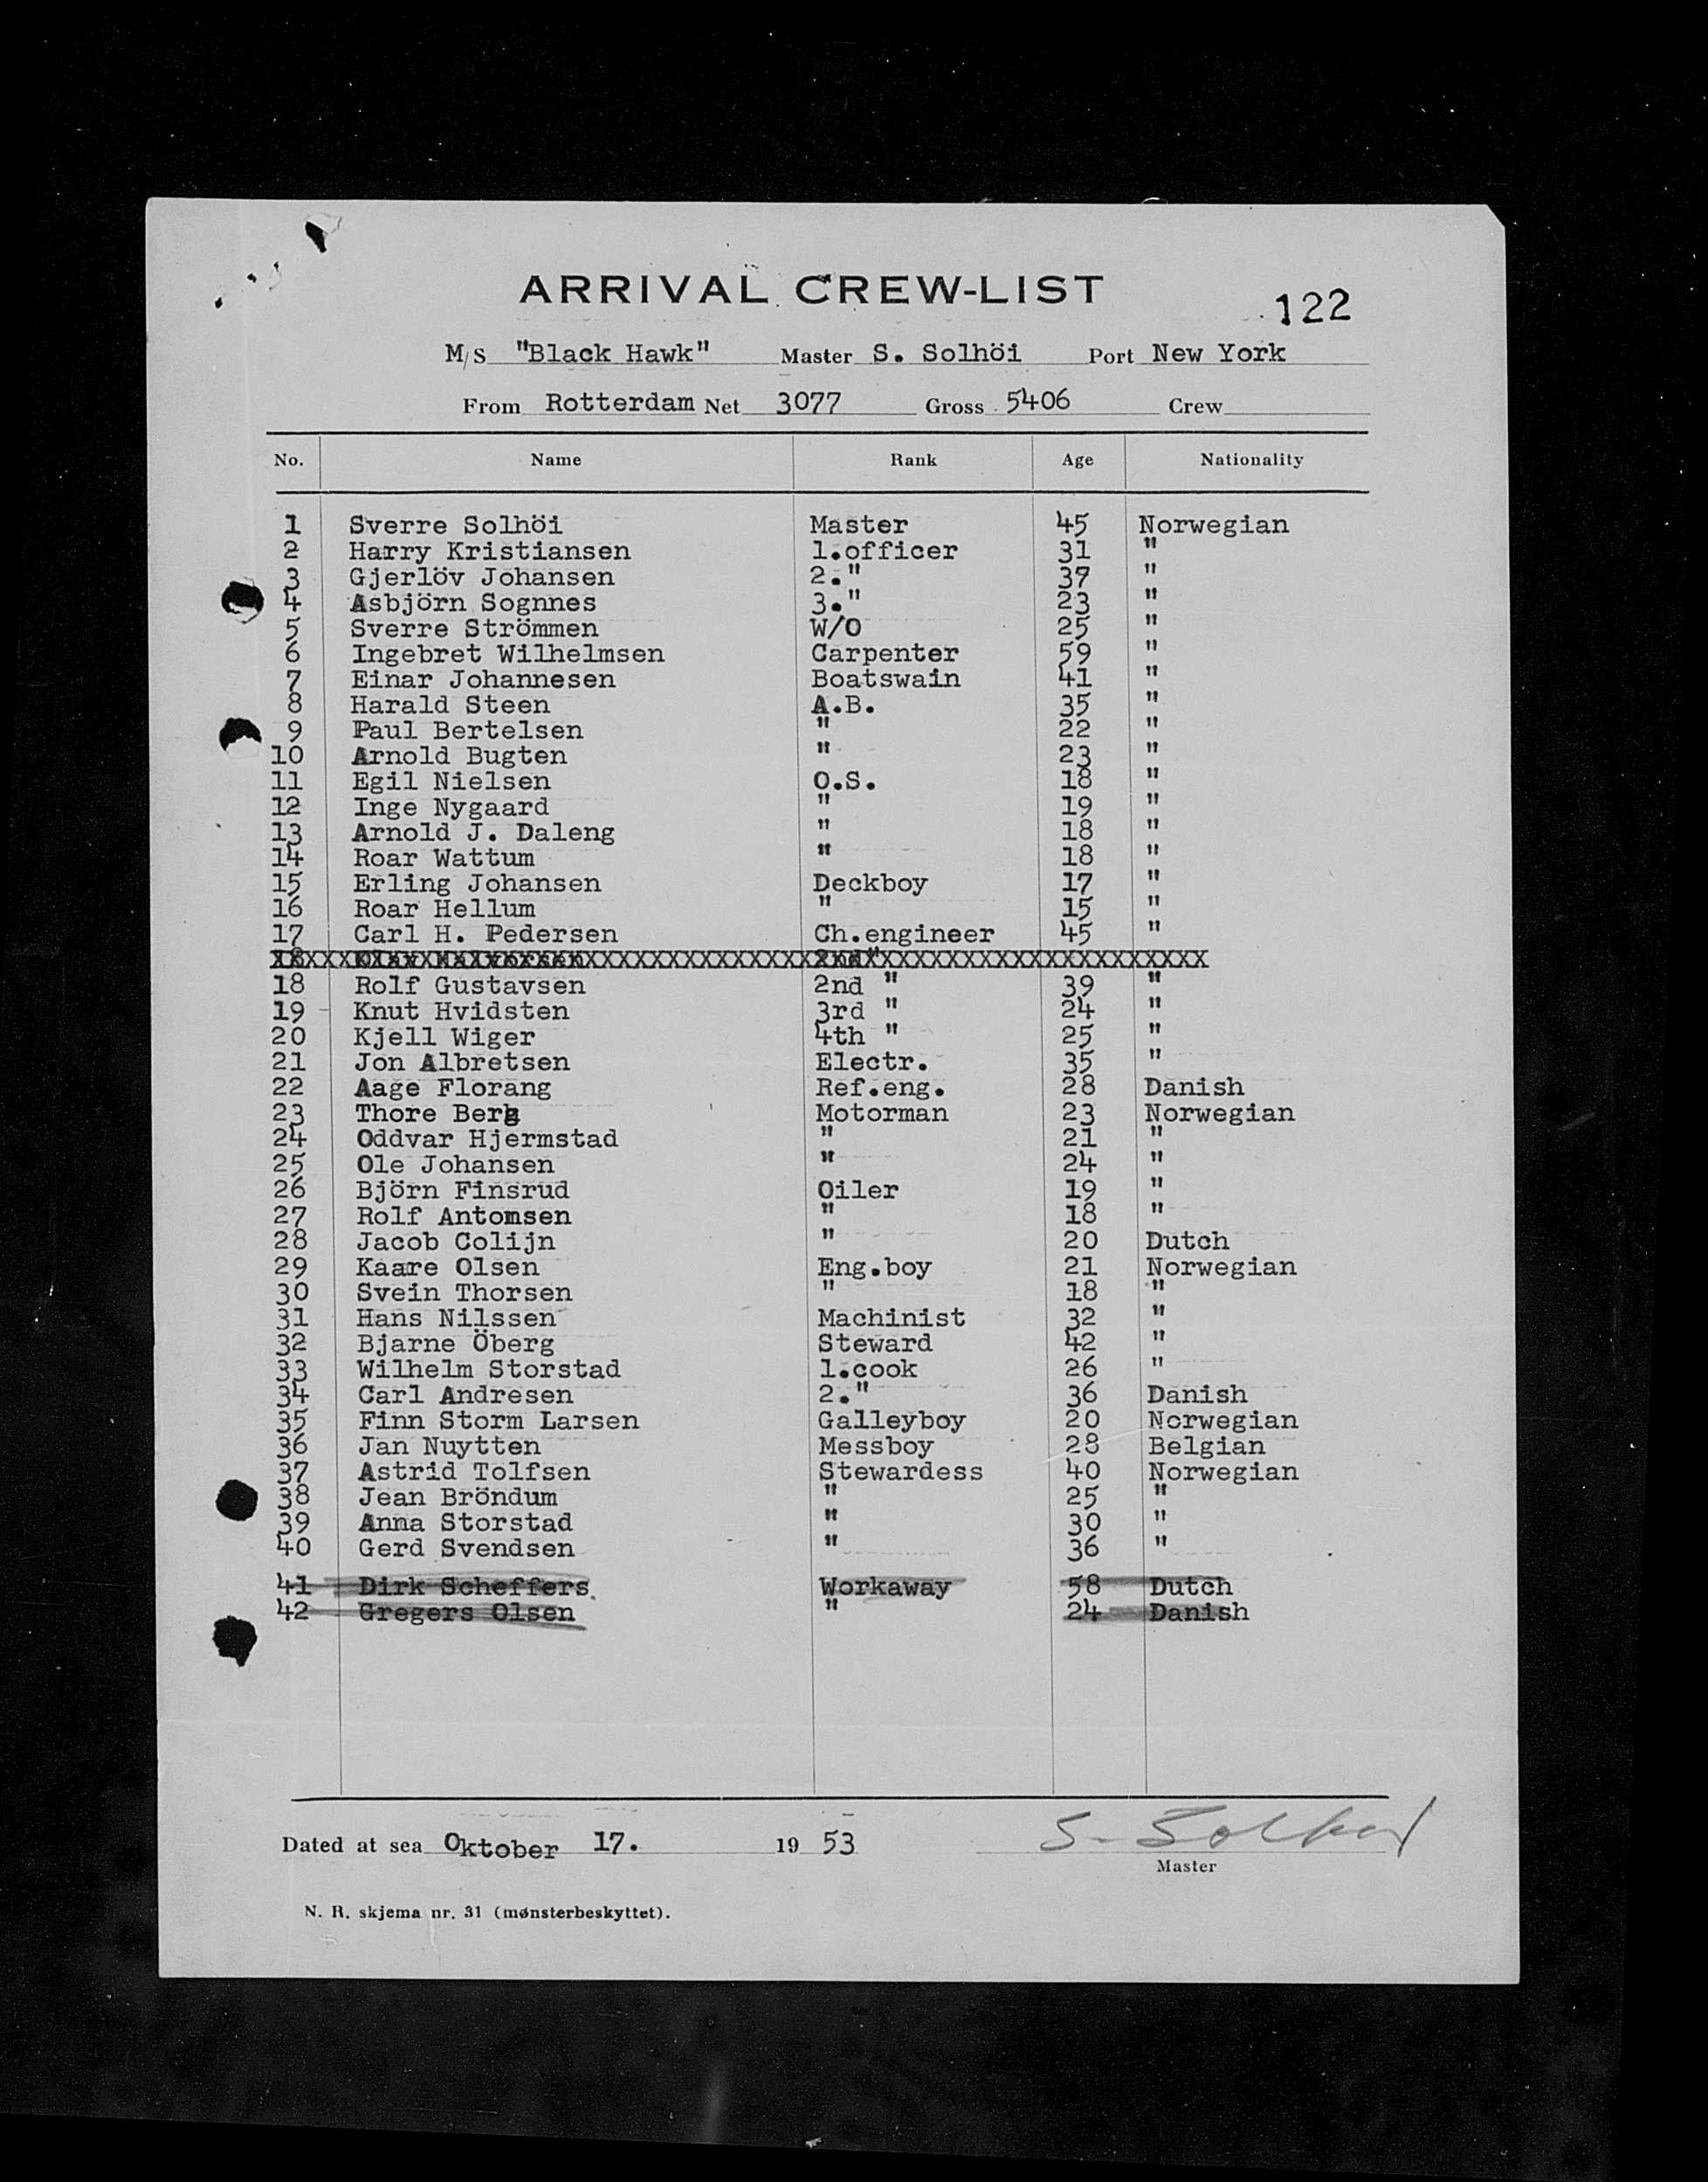 ARRIVAL CREW-LIST
122
M/S "Black Hawk" Master S. Solhöi Port New York
From Rotterdam Net 3077 Gross 5406 Crew
No. Name Rank Age Nationality
1 Sverre Solhöi Master 45 Norwegian
2 Harry Kristiansen 1.officer 31 "
3 Gjerlöv Johansen 2." 37 "
4 Asbjörn Sognnes 3." 23 "
5 Sverre Strömmen W/O 25 "
6 Ingebret Wilhelmsen Carpenter 59 "
7 Einar Johannesen Boatswain 41 "
8 Harald Steen A.B. 35 "
9 Paul Bertelsen " 22 "
10 Arnold Bugten " 23 "
11 Egil Nielsen O.S. 18 "
12 Inge Nygaard " 19 "
13 Arnold J. Daleng " 18 "
14 Roar Wattum " 18 "
15 Erling Johansen Deckboy 17 "
16 Roar Hellum " 15 "
17 Carl H. Pedersen Ch.engineer 45 "
18 2nd"
18 Rolf Gustavsen 2nd " 39 "
19 Knut Hvidsten 3rd " 24 "
20 Kjell Wiger 4th " 25 "
21 Jon Albretsen Electr. 35 "
22 Aage Florang Ref.eng. 28 Danish
23 Thore Berg Motorman 23 Norwegian
24 Oddvar Hjermstad " 21 "
25 Ole Johansen " 24 "
26 Björn Finsrud Oiler 19 "
27 Rolf Antonsen " 18 "
28 Jacob Colijn " 20 Dutch
29 Kaare Olsen Eng.boy 21 Norwegian
30 Svein Thorsen " 18 "
31 Hans Nilssen Machinist 32 "
32 Bjarne Öberg Steward 42 "
33 Wilhelm Storstad 1.cook 26 "
34 Carl Andresen 2." 36 Danish
35 Finn Storm Larsen Galleyboy 20 Norwegian
36 Jan Nuytten Messboy 28 Belgian
37 Astrid Tolfsen Stewardess 40 Norwegian
38 Jean Bröndum " 25 "
39 Anna Storstad " 30 "
40 Gerd Svendsen " 36 "
41 Dirk Scheffers Workaway 58 Dutch
42 Gregers Olsen " 24 Danish
Dated at sea Oktober 17. 19 53 S. Solhöi
Master
N. R. skjema nr. 31 (mønsterbeskyttet).